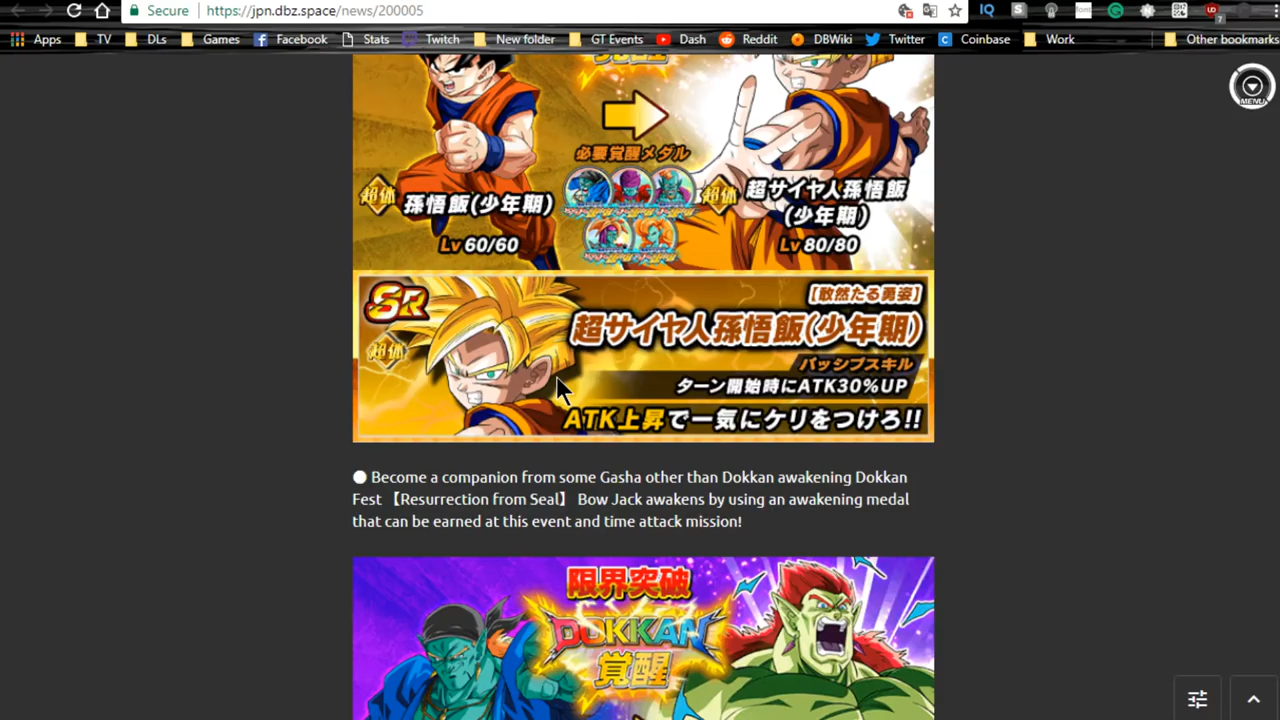 Secure https://jpn.dbz.space/news/200005
IQ S font 7
Apps TV DLs Games Facebook Stats Twitch New folder GT Events Dash Reddit DBWiki Twitter Coinbase Work Other bookmarks
MENU
必要覚醒メダル
超体 孫悟飯(少年期)
Lv 60/60
超体 超サイヤ人孫悟飯
(少年期)
Lv 80/80
SR
超体
[敢然たる勇姿]
超サイヤ人孫悟飯(少年期)
パッシブスキル
ターン開始時にATK30%UP
ATK上昇で一気にケリをつけろ!!
Become a companion from some Gasha other than Dokkan awakening Dokkan
Fest 【Resurrection from Seal】 Bow Jack awakens by using an awakening medal
that can be earned at this event and time attack mission!
限界突破
DOKKAN
覚醒